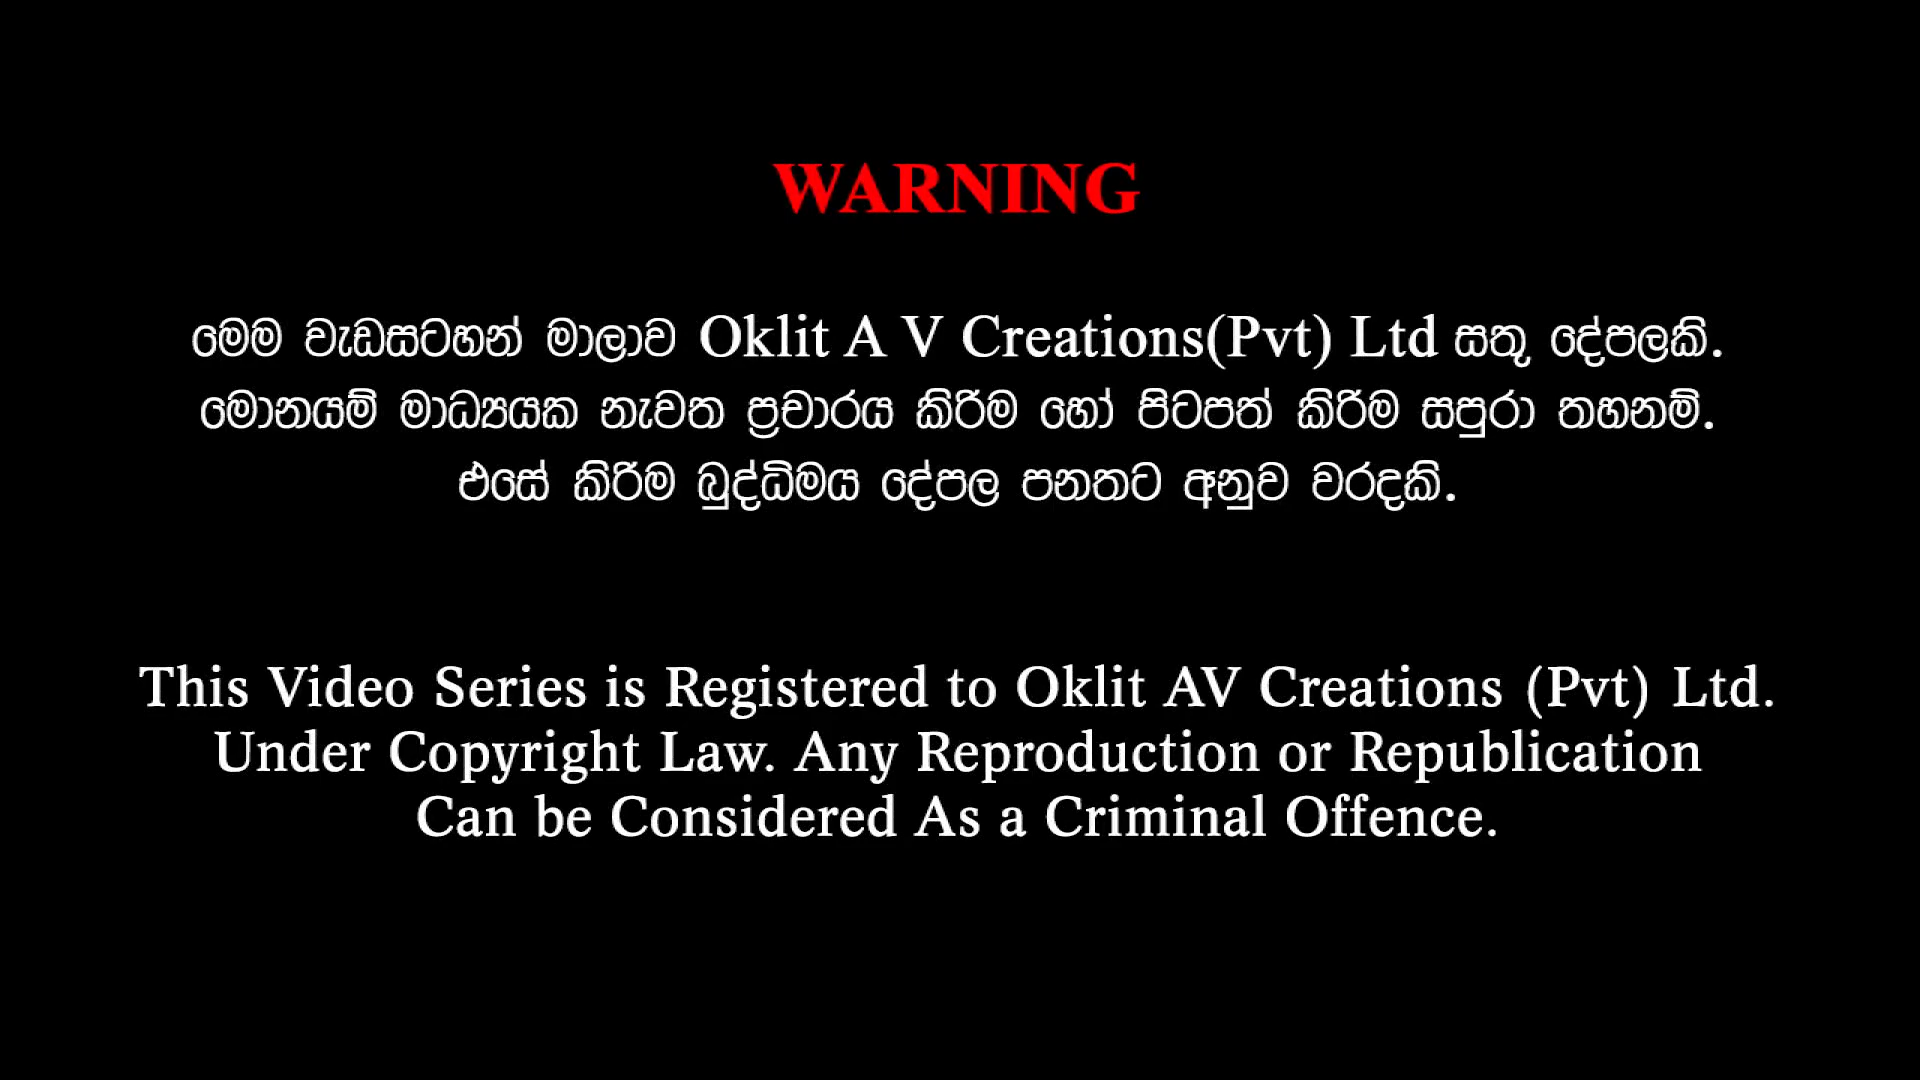 WARNING
මෙම වැඩසටහන් මාලාව Oklit A V Creations(Pvt) Ltd සතු දේපලකි.
මොනයම් මාධ්‍යයක නැවත ප්‍රචාරය කිරිම හෝ පිටපත් කිරිම සපුරා තහනම්.
එසේ කිරිම බුද්ධිමය දේපල පනතට අනුව වරදකි.
This Video Series is Registered to Oklit AV Creations (Pvt) Ltd.
Under Copyright Law. Any Reproduction or Republication
Can be Considered As a Criminal Offence.